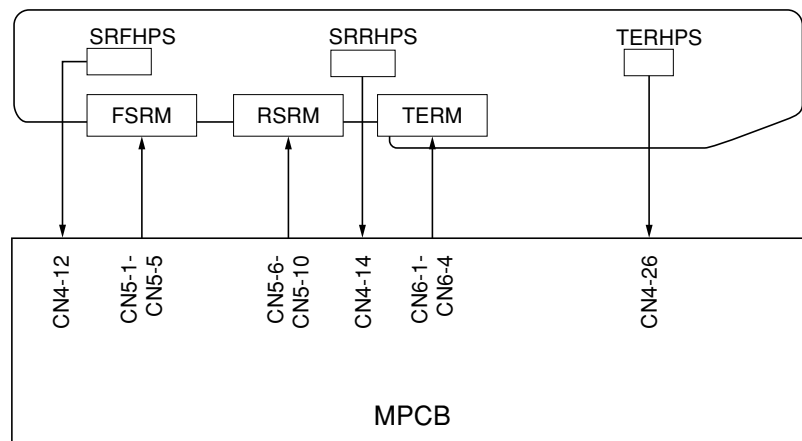 SRFHPS
SRRHPS
TERHPS
FSRM
RSRM
TERM
CN4-12
CN5-1-
CN5-5
CN5-6-
CN5-10
CN4-14
CN6-1-
CN6-4
CN4-26
MPCB